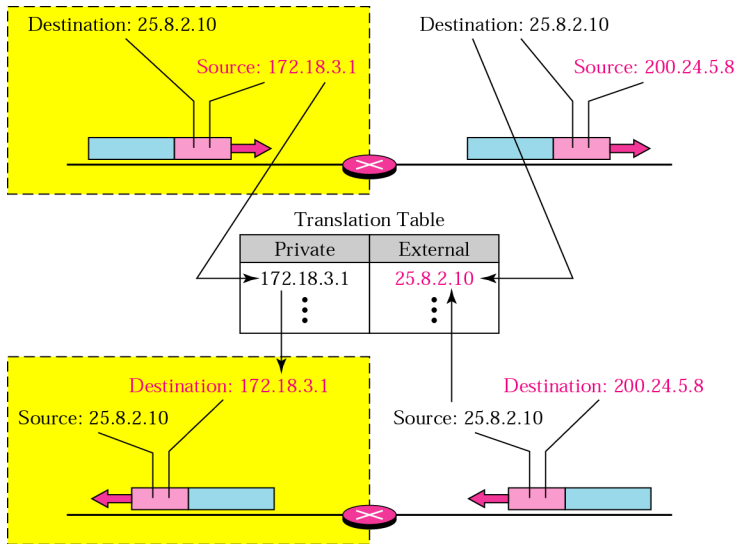 Destination: 25.8.2.10
Source: 172.18.3.1
Destination: 25.8.2.10
Source: 200.24.5.8
Translation Table
Private External
172.18.3.1 25.8.2.10
Destination: 172.18.3.1
Source: 25.8.2.10
Destination: 200.24.5.8
Source: 25.8.2.10